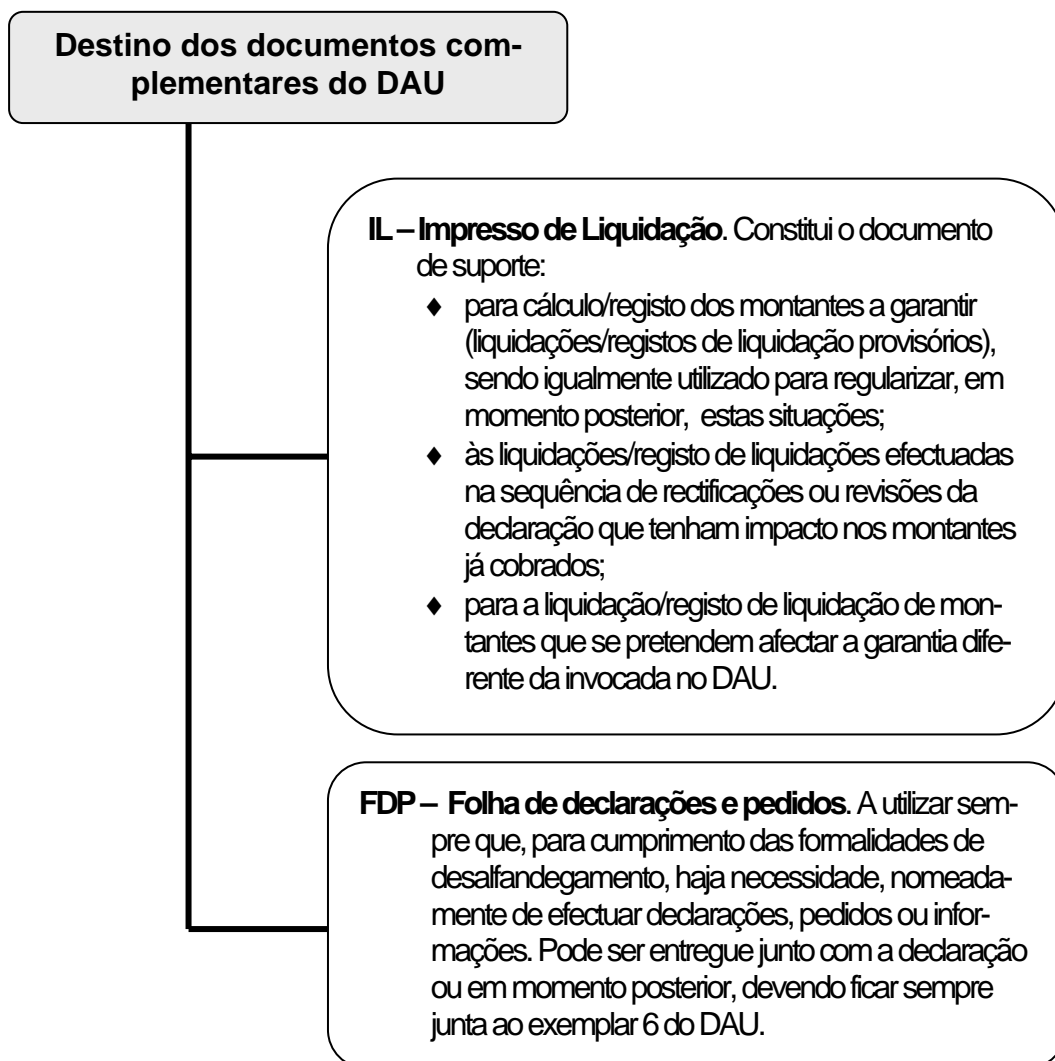 Destino dos documentos com-
plementares do DAU
IL – Impresso de Liquidação. Constitui o documento
de suporte:
♦ para cálculo/registo dos montantes a garantir
(liquidações/registos de liquidação provisórios),
sendo igualmente utilizado para regularizar, em
momento posterior, estas situações;
♦ às liquidações/registo de liquidações efectuadas
na sequência de rectificações ou revisões da
declaração que tenham impacto nos montantes
já cobrados;
♦ para a liquidação/registo de liquidação de mon-
tantes que se pretendem afectar a garantia dife-
rente da invocada no DAU.
FDP – Folha de declarações e pedidos. A utilizar sem-
pre que, para cumprimento das formalidades de
desalfandegamento, haja necessidade, nomeada-
mente de efectuar declarações, pedidos ou infor-
mações. Pode ser entregue junto com a declaração
ou em momento posterior, devendo ficar sempre
junta ao exemplar 6 do DAU.